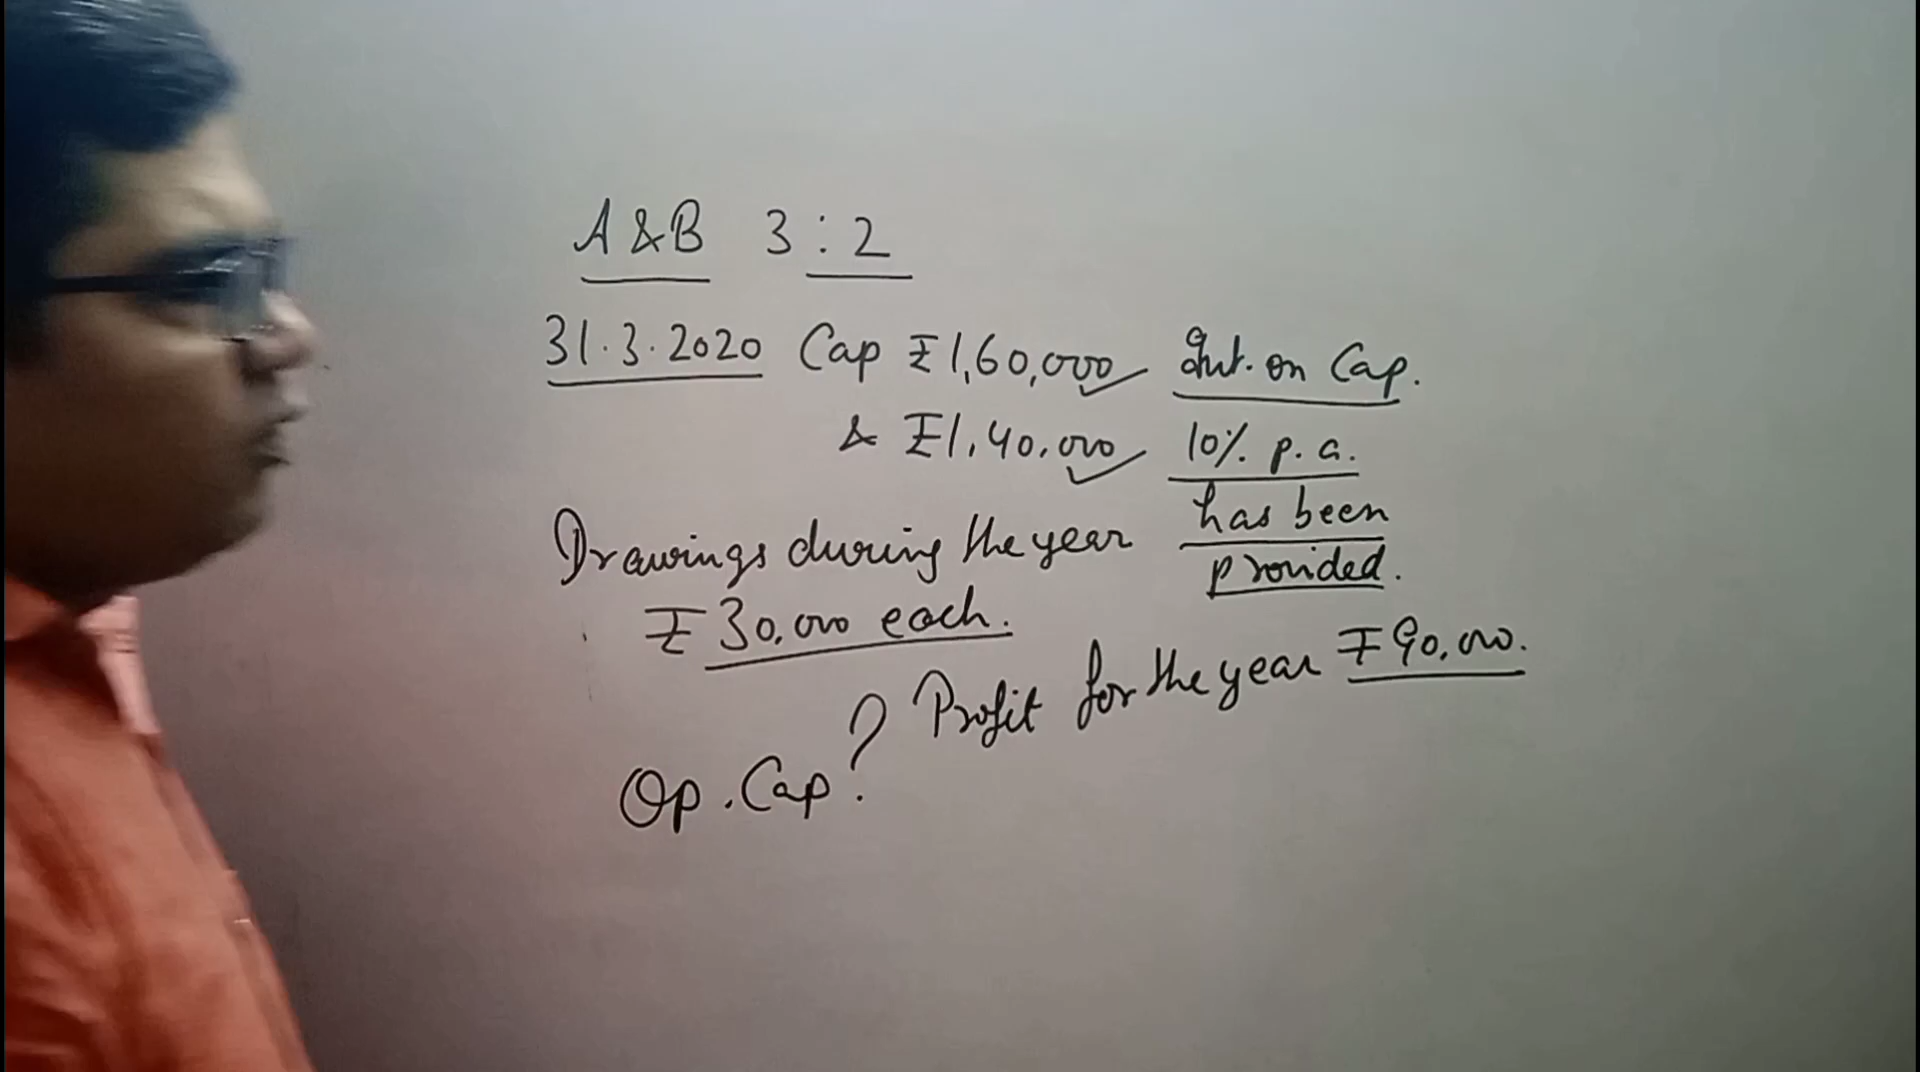 A & B 3 : 2
31.3.2020 Cap ₹1,60,000 Int. on Cap.
& ₹1,40,000 10% p.a.
has been
Drawings during the year provided.
₹30,000 each.
Profit for the year ₹90,000.
Op. Cap?